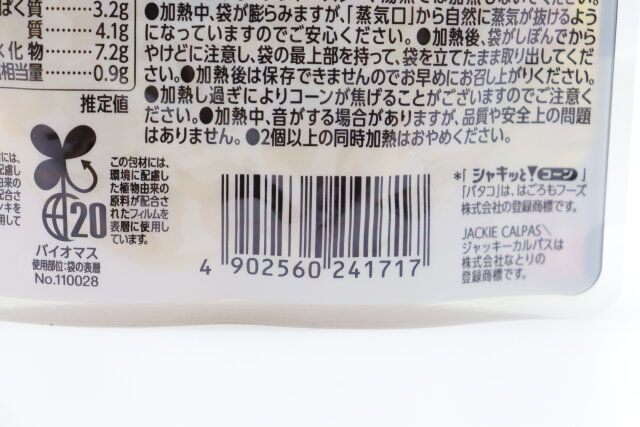 ぱく質 3.2g
質 4.1g
水化物 7.2g
相当量 0.9g
推定値
●加熱中、袋が膨らみますが、「蒸気口」から自然に蒸気が抜けるよう
になっていますのでご安心ください。●加熱後、袋がしぼんでから
やけどに注意し、袋の最上部を持って、袋を立てたまま取り出してくだ
さい。●加熱後は保存できませんのでお早めにお召し上がりください。
●加熱し過ぎによりコーンが焦げることがございますのでご注意く
ださい。●加熱中、音がする場合がありますが、品質や安全上の問題
はありません。●2個以上の同時加熱はおやめください。
20
バイオマス
使用部位:袋の表層
No.110028
この包材には、
環境に配慮し
た植物由来の
原料が配合さ
れたフィルムを
表層に使用し
ています。
4 902560 241717
*「シャキッとコーン」
「パタコ」は、はごろもフーズ
株式会社の登録商標です。
JACKIE CALPAS\
ジャッキーカルパスは
株式会社なとりの
登録商標です。